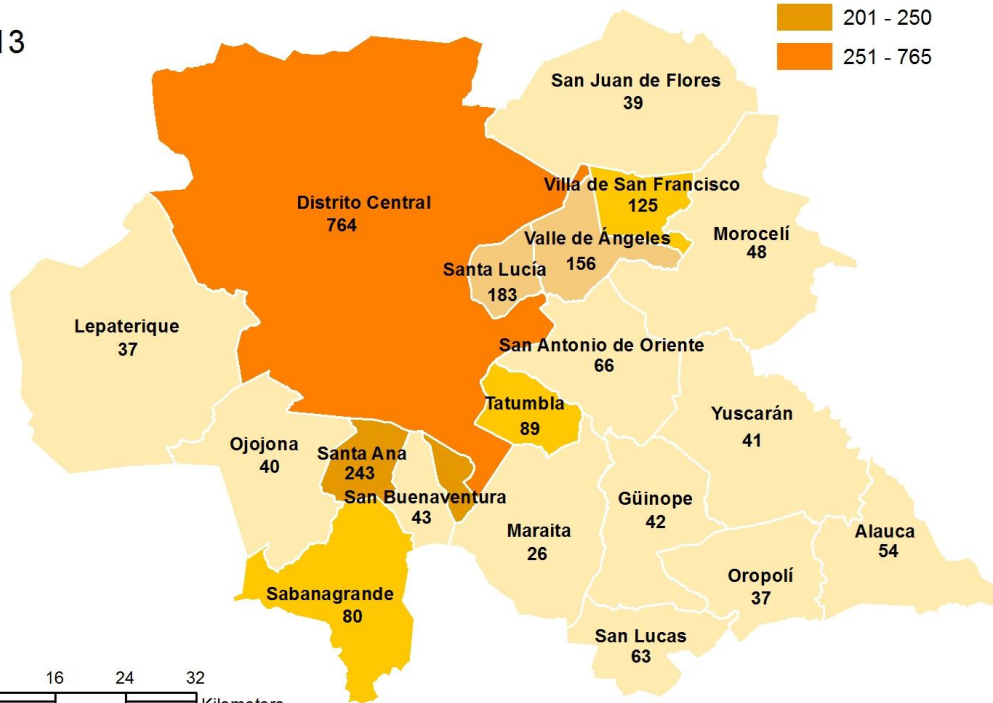 13
201 - 250
251 - 765
San Juan de Flores
39
Villa de San Francisco
125
Distrito Central
764
Morocelí
48
Valle de Ángeles
156
Santa Lucía
183
Lepaterique
37
San Antonio de Oriente
66
Tatumbla
89
Yuscarán
41
Ojojona
40
Santa Ana
243
San Buenaventura
43
Güinope
42
Maraita
26
Alauca
54
Oropolí
37
Sabanagrande
80
San Lucas
63
16 24 32
Kilometers